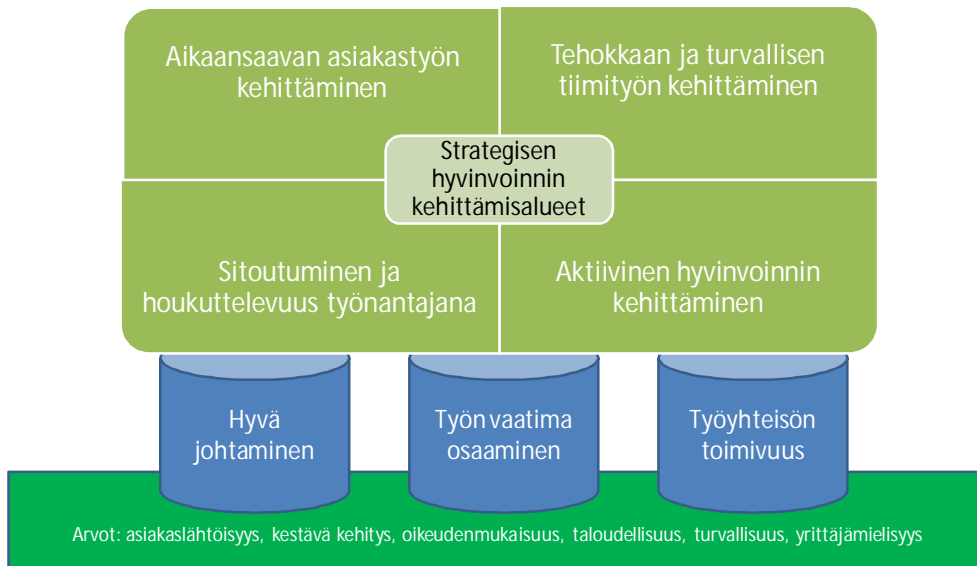 Aikaansaavan asiakastyön
kehittäminen
Tehokkaan ja turvallisen
tiimityön kehittäminen
Strategisen
hyvinvoinnin
kehittämisalueet
Sitoutuminen ja
houkuttelevuus työnantajana
Aktiivinen hyvinvoinnin
kehittäminen
Hyvä
johtaminen
Työn vaatima
osaaminen
Työyhteisön
toimivuus
Arvot: asiakaslähtöisyys, kestävä kehitys, oikeudenmukaisuus, taloudellisuus, turvallisuus, yrittäjämielisyys